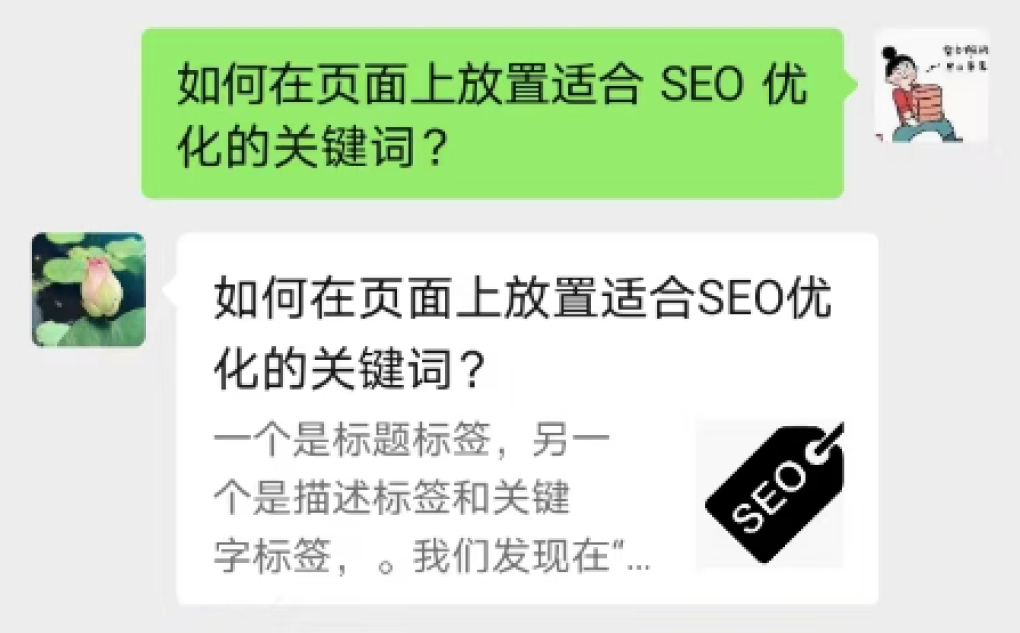 如何在页面上放置适合 SEO 优
化的关键词？
如何在页面上放置适合SEO优
化的关键词？
一个是标题标签，另一
个是描述标签和关键
字标签，。我们发现在“...
SEO